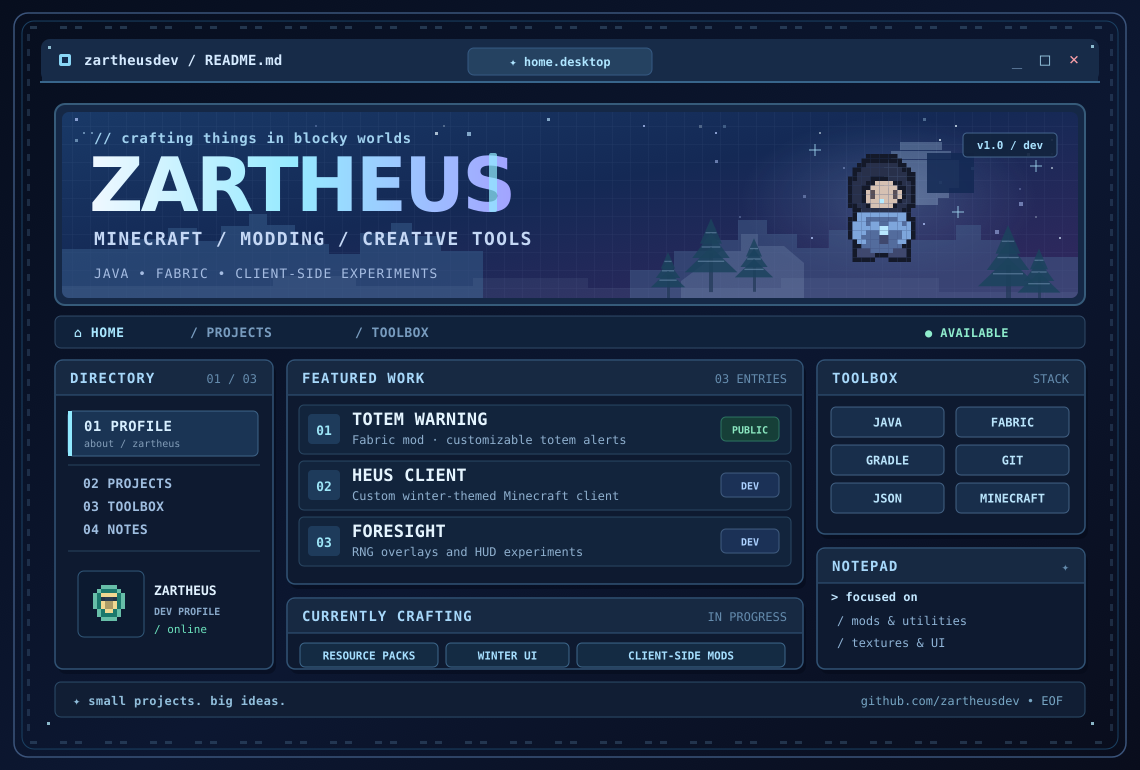 zartheusdev / README.md
✦ home.desktop
_ □ ×
// crafting things in blocky worlds
v1.0 / dev
ZARTHEUS
MINECRAFT / MODDING / CREATIVE TOOLS
JAVA • FABRIC • CLIENT-SIDE EXPERIMENTS
⌂ HOME / PROJECTS / TOOLBOX ● AVAILABLE
DIRECTORY 01 / 03
01 PROFILE
about / zartheus
02 PROJECTS
03 TOOLBOX
04 NOTES
ZARTHEUS
DEV PROFILE
/ online
FEATURED WORK 03 ENTRIES
01 TOTEM WARNING
Fabric mod · customizable totem alerts
PUBLIC
02 HEUS CLIENT
Custom winter-themed Minecraft client
DEV
03 FORESIGHT
RNG overlays and HUD experiments
DEV
CURRENTLY CRAFTING IN PROGRESS
RESOURCE PACKS WINTER UI CLIENT-SIDE MODS
TOOLBOX STACK
JAVA FABRIC
GRADLE GIT
JSON MINECRAFT
NOTEPAD ✦
> focused on
/ mods & utilities
/ textures & UI
✦ small projects. big ideas.
github.com/zartheusdev • EOF